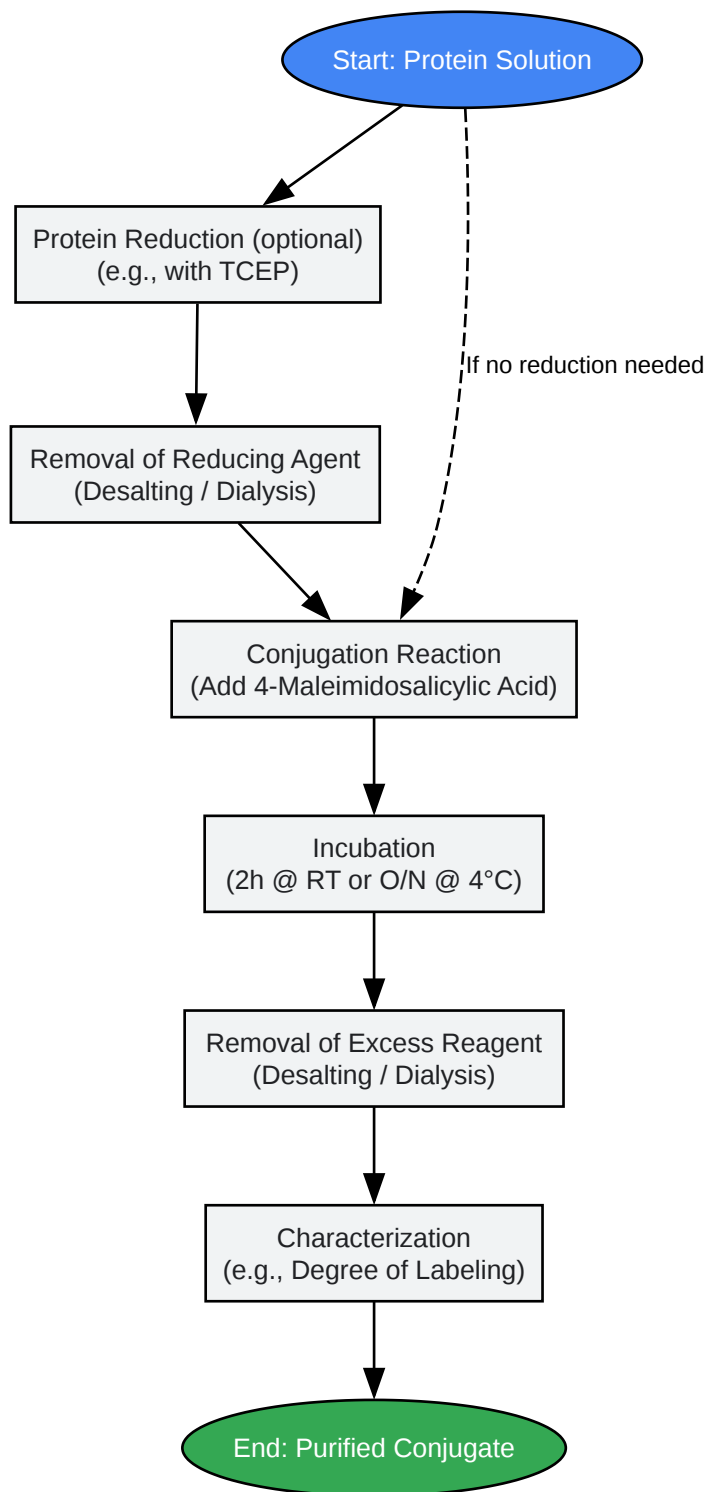 Start: Protein Solution
Protein Reduction (optional)
(e.g., with TCEP)
If no reduction needed
Removal of Reducing Agent
(Desalting / Dialysis)
Conjugation Reaction
(Add 4-Maleimidosalicylic Acid)
Incubation
(2h @ RT or O/N @ 4°C)
Removal of Excess Reagent
(Desalting / Dialysis)
Characterization
(e.g., Degree of Labeling)
End: Purified Conjugate